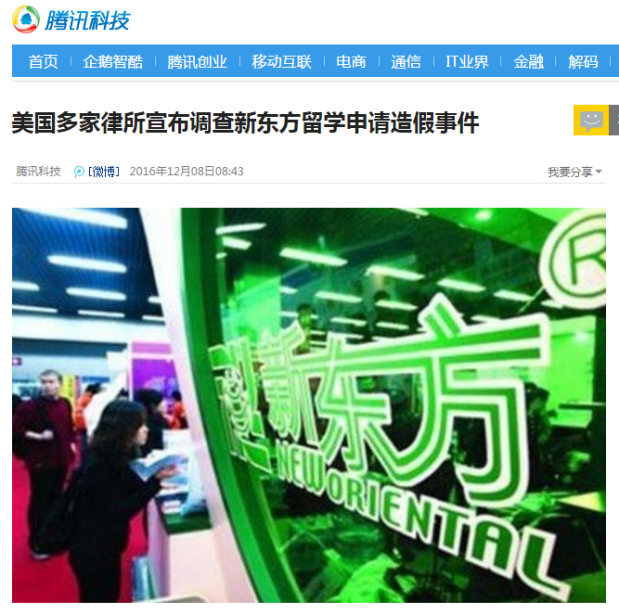 腾讯科技
首页 企鹅智酷 腾讯创业 移动互联 电商 通信 IT业界 金融 解码
美国多家律所宣布调查新东方留学申请造假事件
腾讯科技 [微博] 2016年12月08日08:43 我要分享
新东方
NEW ORIENTAL
R